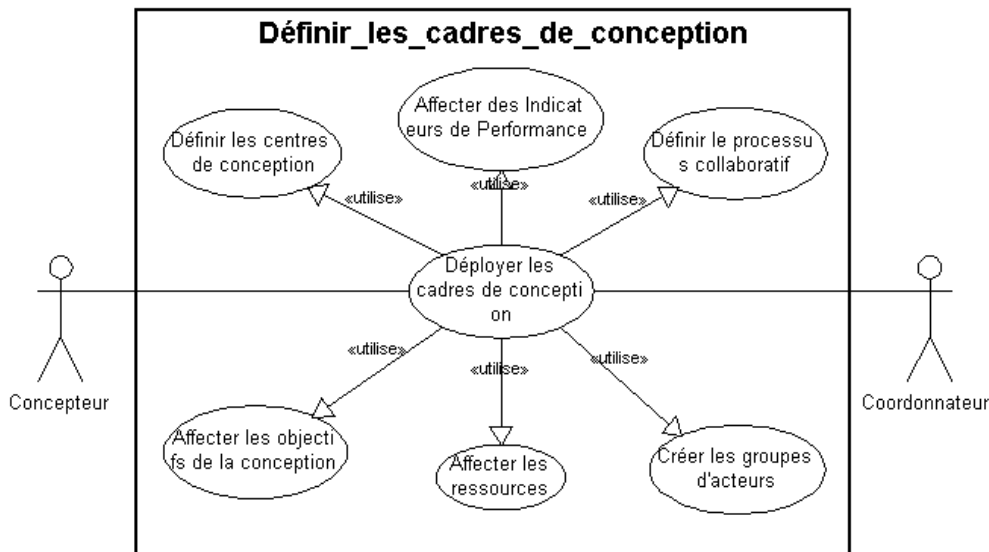 Définir_les_cadres_de_conception
Affecter des Indicat
eurs de Performance
Définir les centres
de conception
Définir le processu
s collaboratif
«utilise»
«utilise»
«utilise»
Déployer les
cadres de concepti
on
Concepteur
Coordonnateur
«utilise»
«utilise»
«utilise»
Affecter les objecti
fs de la conception
Affecter les
ressources
Créer les groupes
d'acteurs